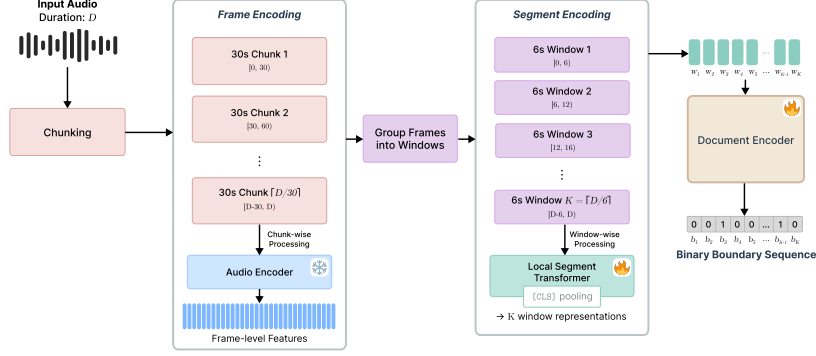 Input Audio
Duration: D
Chunking
Frame Encoding
30s Chunk 1
[0, 30)
30s Chunk 2
[30, 60)
⋮
30s Chunk ⌈D/30⌉
[D-30, D)
Chunk-wise
Processing
Audio Encoder
Frame-level Features
Group Frames
into Windows
Segment Encoding
6s Window 1
[0, 6)
6s Window 2
[6, 12)
6s Window 3
[12, 16)
⋮
6s Window K = ⌈D/6⌉
[D-6, D)
Window-wise
Processing
Local Segment
Transformer
[CLS] pooling
→ K window representations
...
w₁ w₂ w₃ w₄ w₅ ... w_{K-1} w_K
Document Encoder
0 0 1 0 0 ... 1 0
b₁ b₂ b₃ b₄ b₅ ... b_{K-1} b_K
Binary Boundary Sequence